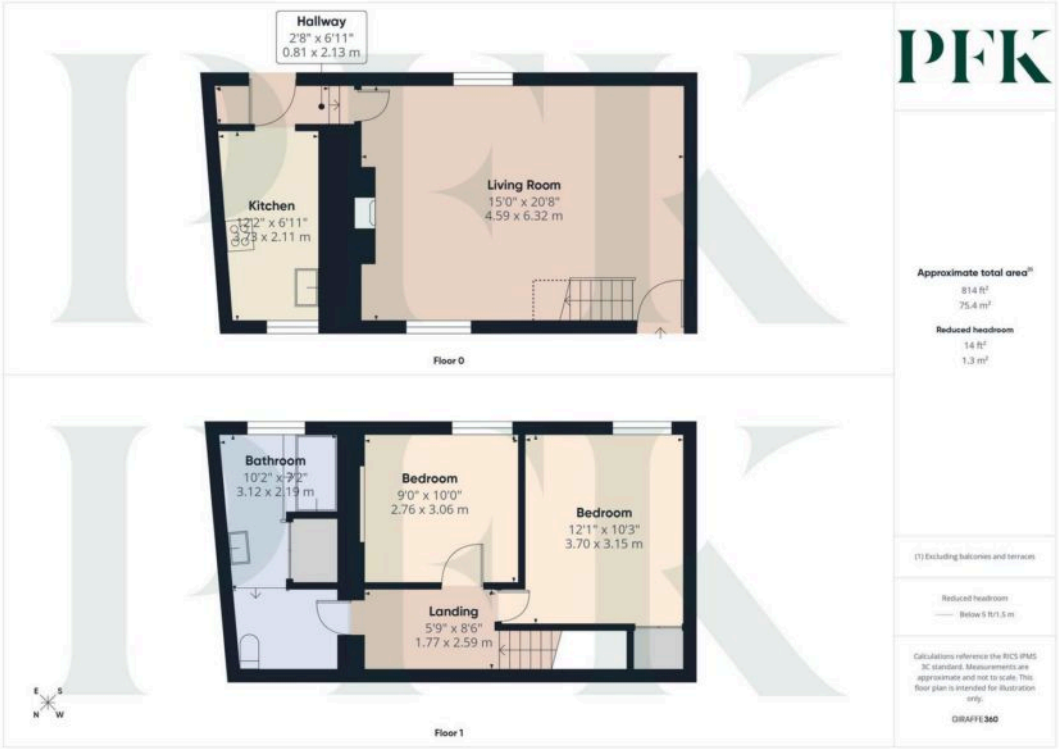 Hallway
2'8" x 6'11"
0.81 x 2.13 m
Living Room
15'0" x 20'8"
4.59 x 6.32 m
Kitchen
12'2" x 6'11"
3.73 x 2.11 m
Floor 0
Bathroom
10'2" x 7'2"
3.12 x 2.19 m
Bedroom
9'0" x 10'0"
2.76 x 3.06 m
Bedroom
12'1" x 10'3"
3.70 x 3.15 m
Landing
5'9" x 8'6"
1.77 x 2.59 m
E S
N W
Floor 1
PFK
Approximate total area(1)
814 ft²
75.4 m²
Reduced headroom
14 ft²
1.3 m²
(1) Excluding balconies and terraces
Reduced headroom
Below 5 ft/1.5 m
Calculations reference the RICS IPMS
3C standard. Measurements are
approximate and not to scale. This
floor plan is intended for illustration
only.
GIRAFFE360
PFK
PFK